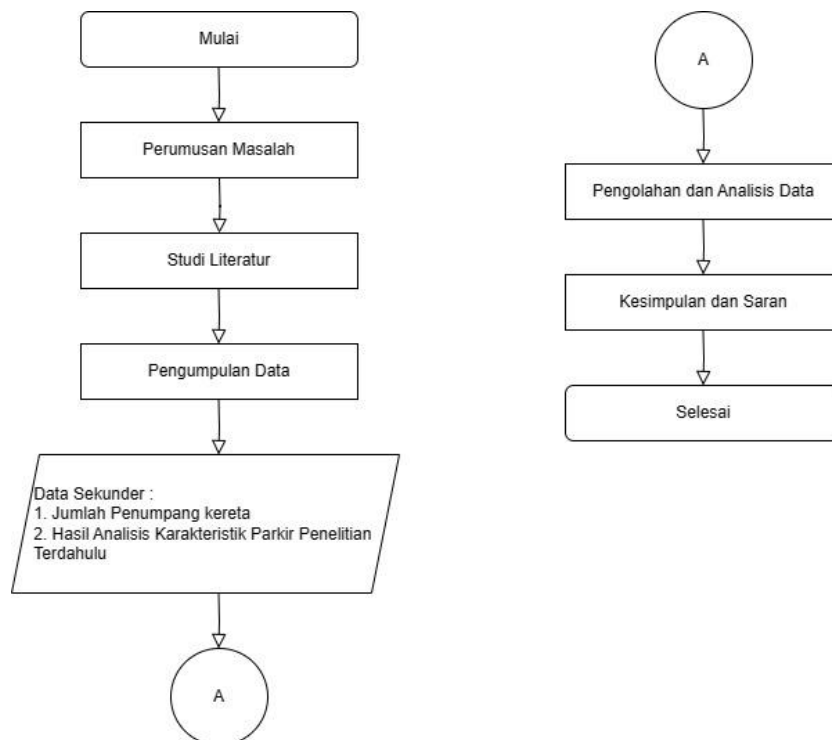 Mulai
Perumusan Masalah
Studi Literatur
Pengumpulan Data
Data Sekunder :
1. Jumlah Penumpang kereta
2. Hasil Analisis Karakteristik Parkir Penelitian
Terdahulu
A
A
Pengolahan dan Analisis Data
Kesimpulan dan Saran
Selesai